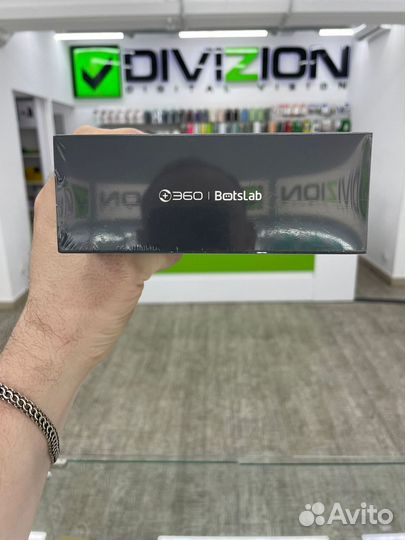 DIVIZION
DIGITAL VISION
360 | BotsLab
Avito